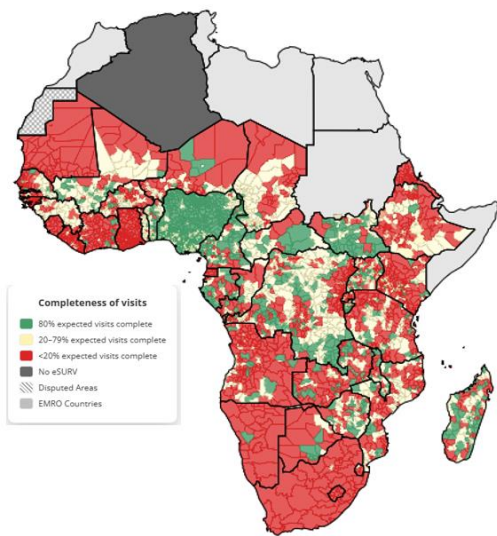 Completeness of visits
80% expected visits complete
20–79% expected visits complete
<20% expected visits complete
No eSURV
Disputed Areas
EMRO Countries